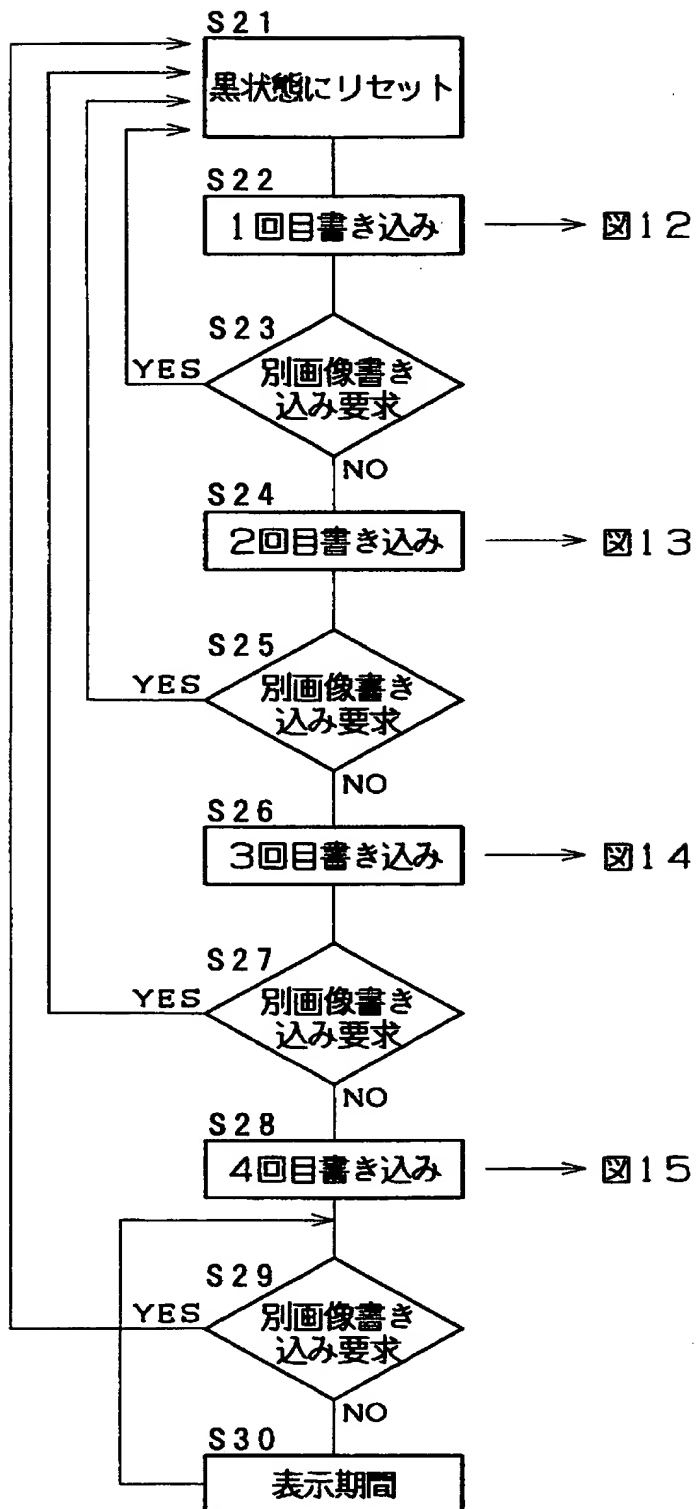 S21
黒状態にリセット
S22
1回目書き込み
図12
S23
YES
別画像書き
込み要求
NO
S24
2回目書き込み
図13
S25
YES
別画像書き
込み要求
NO
S26
3回目書き込み
図14
S27
YES
別画像書き
込み要求
NO
S28
4回目書き込み
図15
S29
YES
別画像書き
込み要求
NO
S30
表示期間